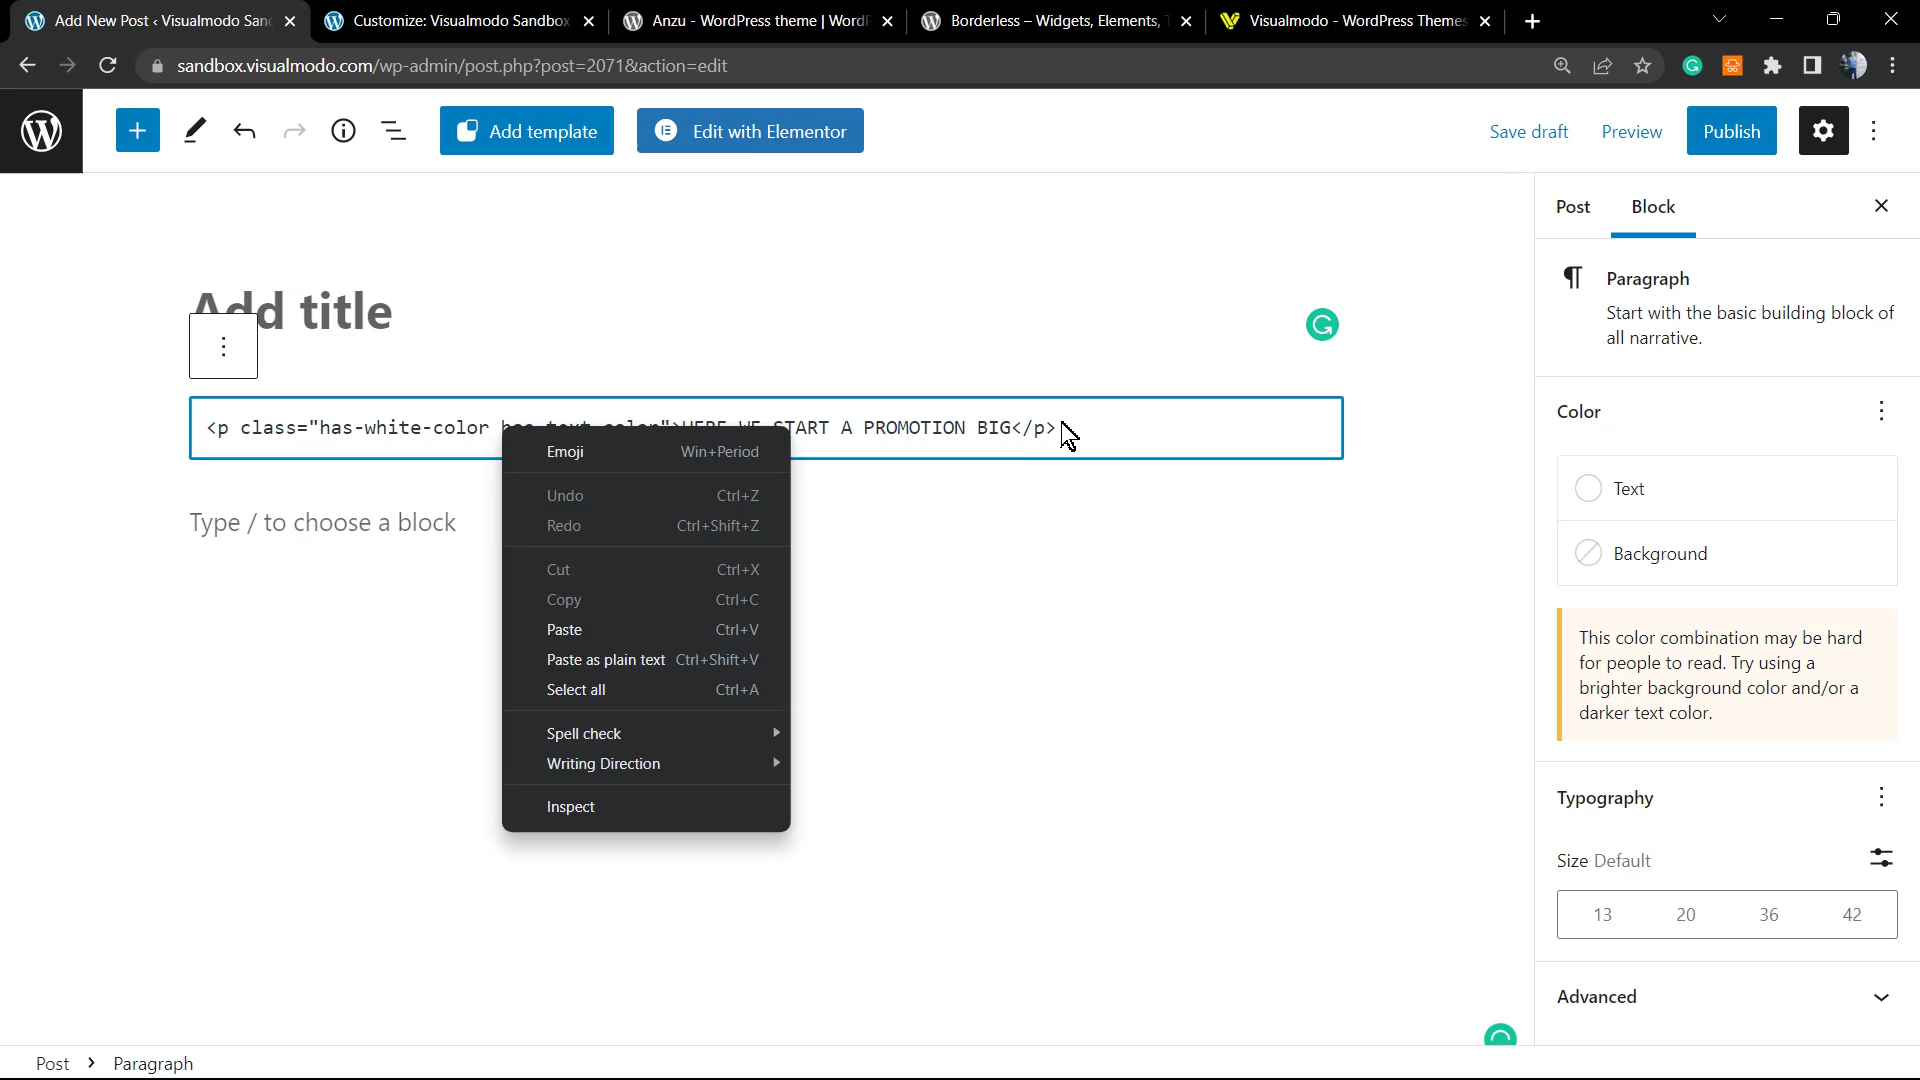 Add New Post ‹ Visualmodo San
Customize: Visualmodo Sandbox
Anzu - WordPress theme | Word
Borderless – Widgets, Elements,
Visualmodo - WordPress Themes
sandbox.visualmodo.com/wp-admin/post.php?post=2071&action=edit
Add template
Edit with Elementor
Save draft
Preview
Publish
Post
Block
Add title
Paragraph
Start with the basic building block of
all narrative.
<p class="has-white-color has-text-color">HERE WE START A PROMOTION BIG</p>
Type / to choose a block
Emoji Win+Period
Undo Ctrl+Z
Redo Ctrl+Shift+Z
Cut Ctrl+X
Copy Ctrl+C
Paste Ctrl+V
Paste as plain text Ctrl+Shift+V
Select all Ctrl+A
Spell check
Writing Direction
Inspect
Color
Text
Background
This color combination may be hard
for people to read. Try using a
brighter background color and/or a
darker text color.
Typography
Size Default
13 20 36 42
Advanced
Post › Paragraph